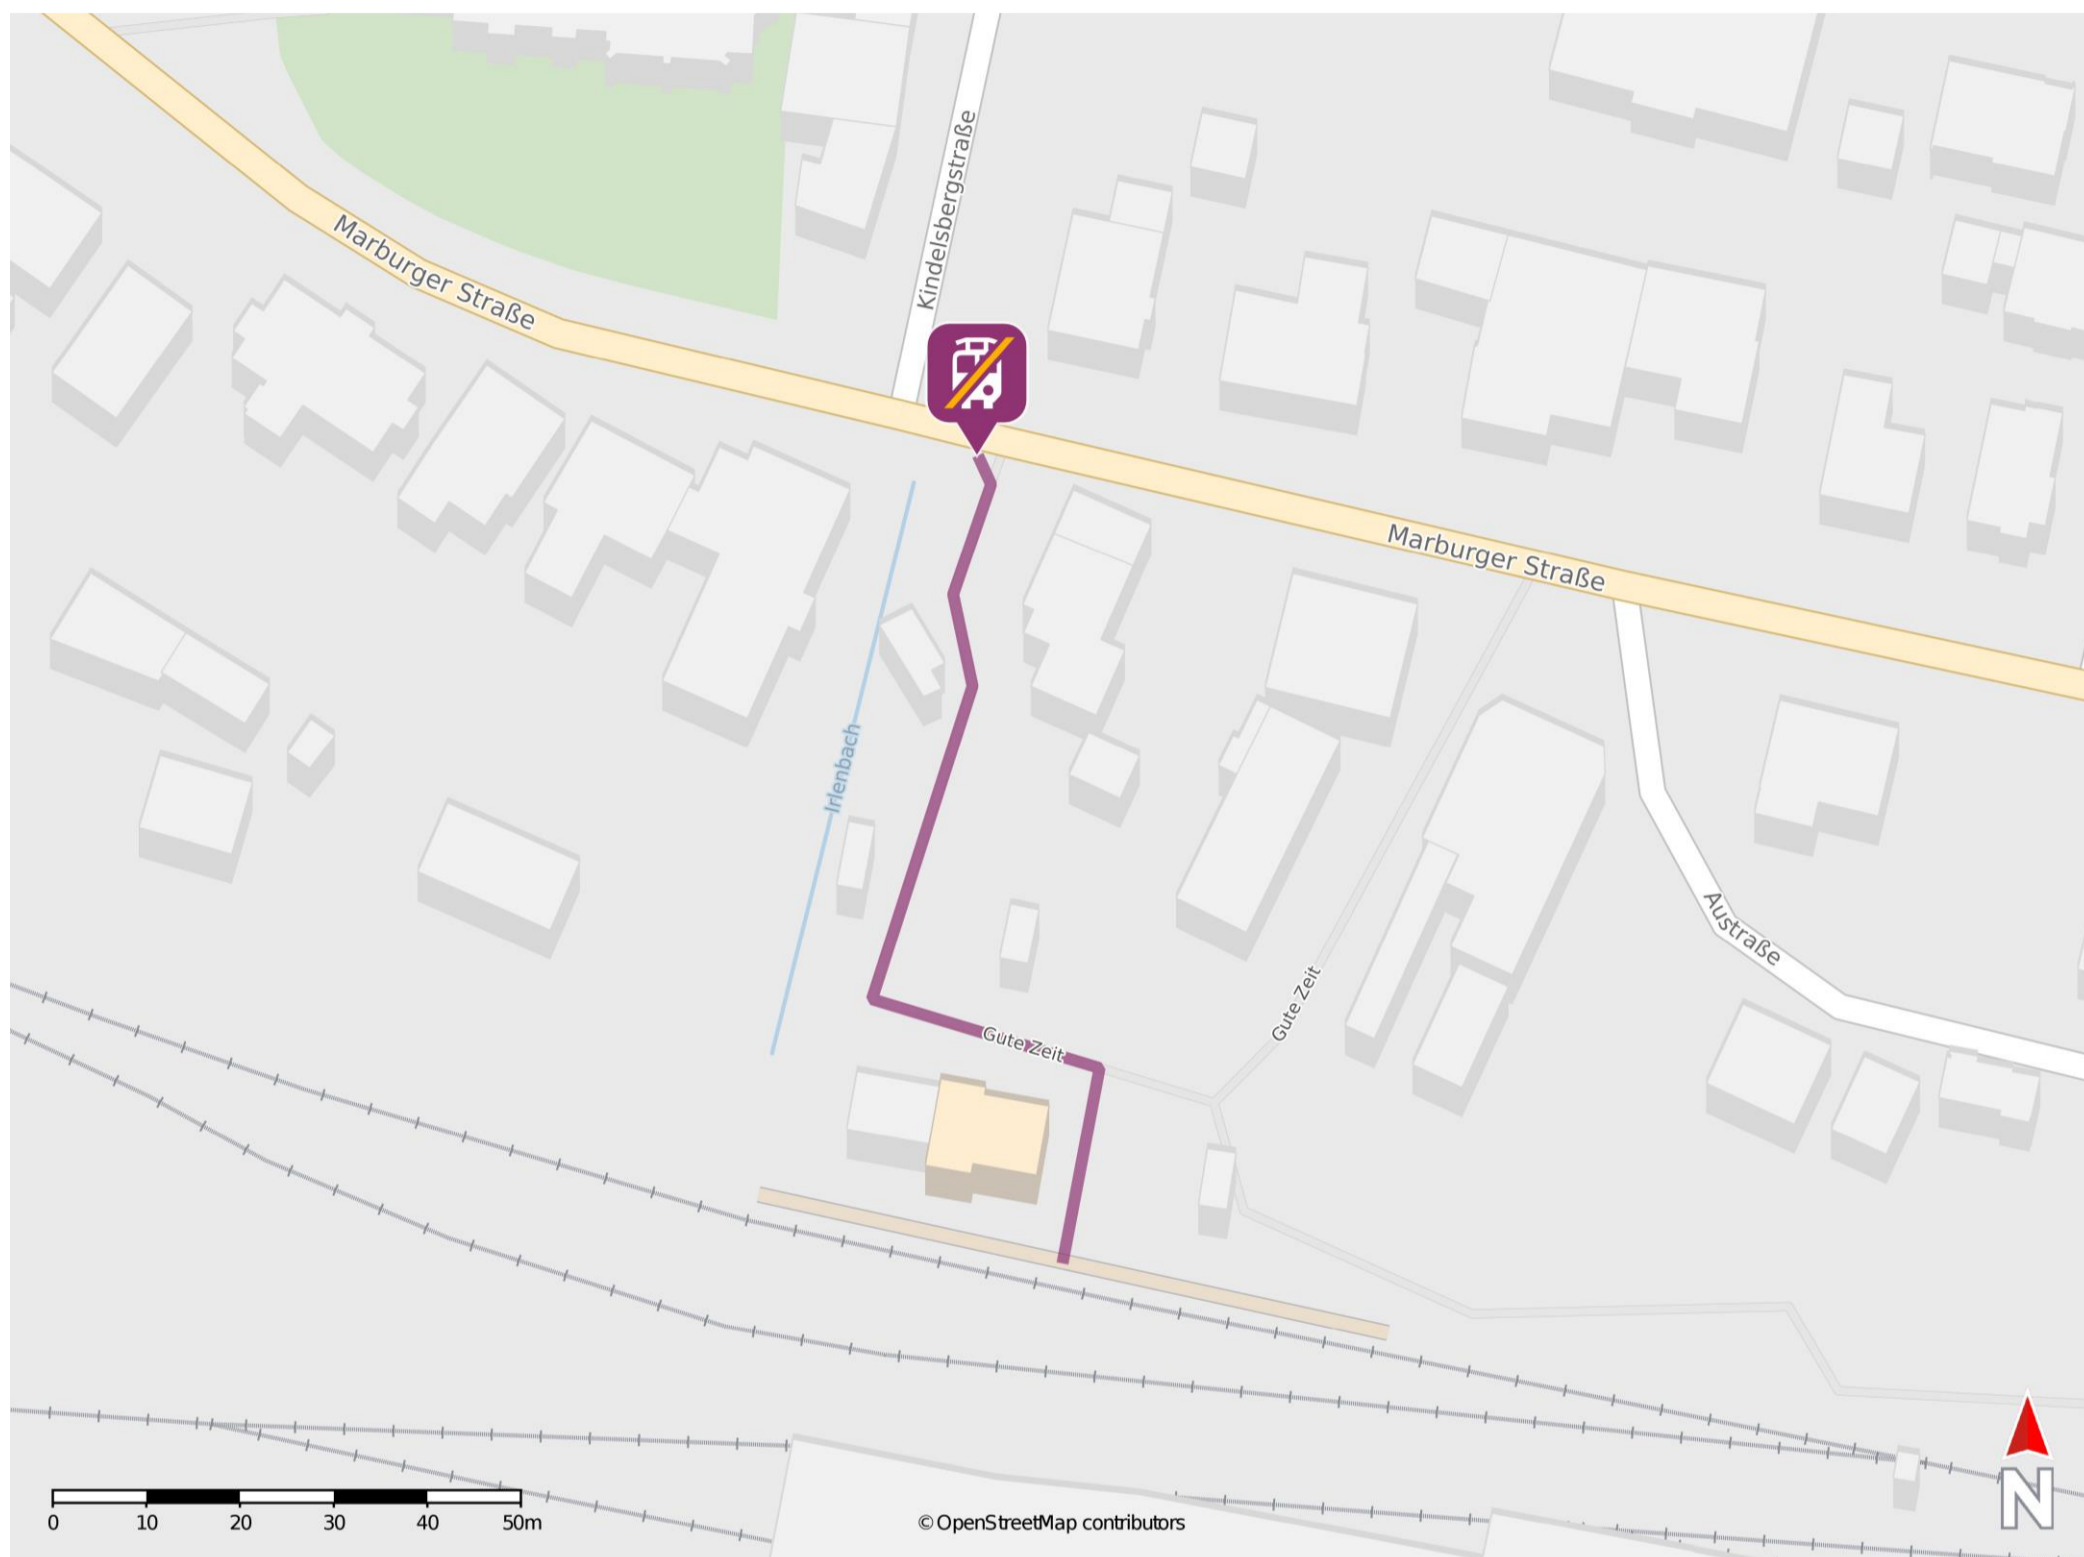 Kindelsbergstraße
Marburger Straße
Marburger Straße
Irlenbach
Austraße
Gute Zeit
Gute Zeit
N
0 10 20 30 40 50m
© OpenStreetMap contributors